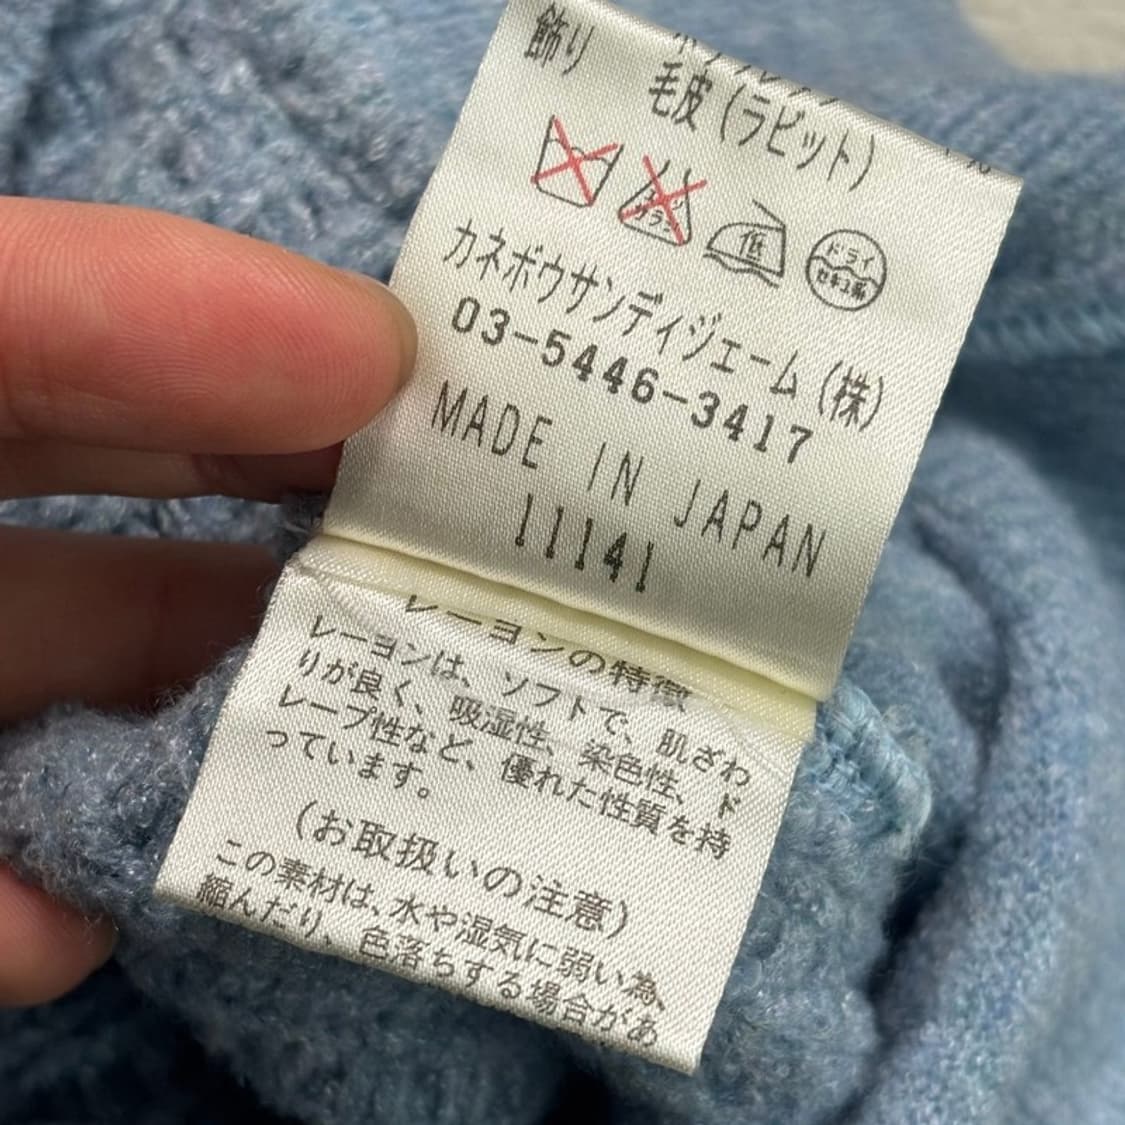 飾り
毛皮（ラビット）
低
ドライ
カネボウサンディジェーム（株）
03-5446-3417
MADE IN JAPAN
11141
レーヨンの特徴
レーヨンは、ソフトで、肌ざわ
りが良く、吸湿性、染色性、ド
レープ性など、優れた性質を持
っています。
（お取扱いの注意）
この素材は、水や湿気に弱い為、
縮んだり、色落ちする場合があ